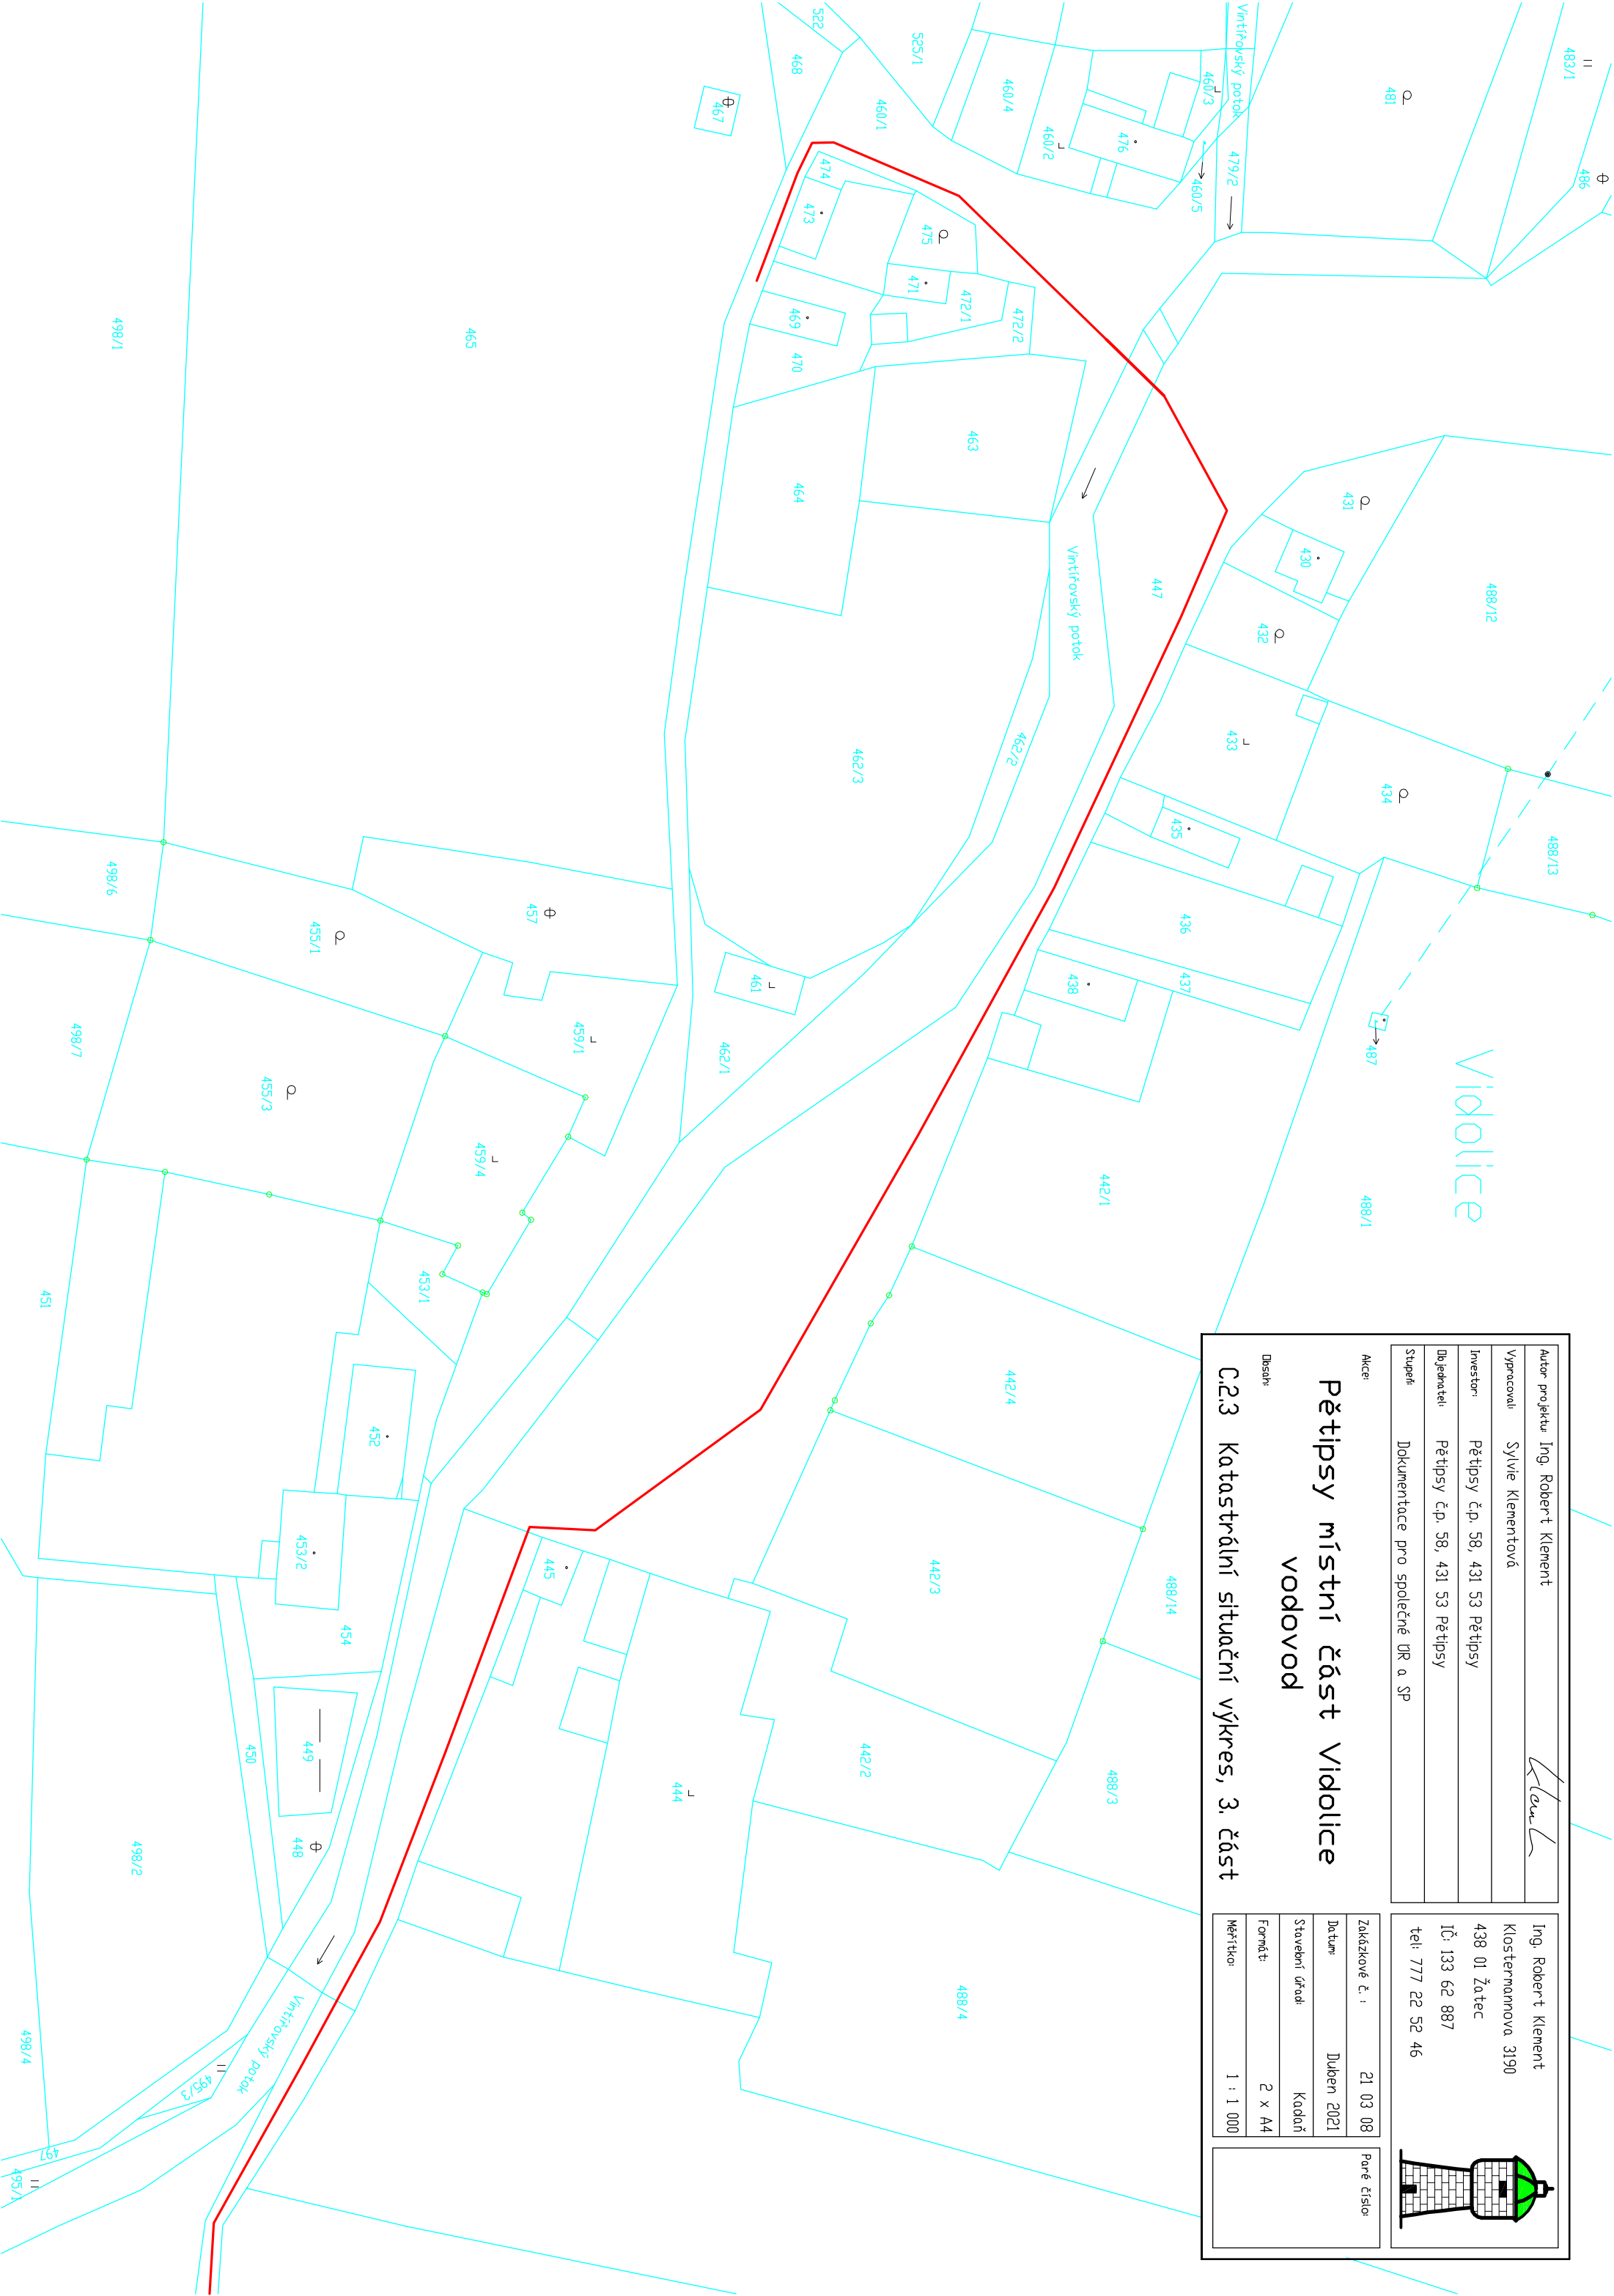 Autor projektu: Ing. Robert Klement
Vypracoval: Sylvie Klementová
Investor: Pětipsy č.p. 58, 431 53 Pětipsy
Objednatel: Pětipsy č.p. 58, 431 53 Pětipsy
Stupeň: Dokumentace pro společné ÚR a SP
Ing. Robert Klement
Klostermannova 3190
438 01 Žatec
IČ: 133 62 887
tel: 777 22 52 46
Akce:
Pětipsy místní část Vidolice
vodovod
Obsah:
C.2.3 Katastrální situační výkres, 3. část
Zakázkové č. : 21 03 08
Datum: Duben 2021
Stavební úřad: Kadaň
Formát: 2 x A4
Měřítko: 1 : 1 000
Paré číslo:
Vidolice
483/1
486
481
Vintířovský potok
479/2
460/3
460/5
476
460/2
460/4
525/1
460/1
522
468
467
474
473
475
471
472/1
472/2
469
470
463
464
465
498/1
431
430
432
488/12
447
Vintířovský potok
433
434
488/13
435
436
437
438
487
462/2
462/3
461
462/1
457
459/1
459/4
455/1
455/3
498/6
498/7
453/1
451
452
453/2
454
449
450
448
498/2
498/4
442/1
488/1
442/4
442/3
488/14
442/2
488/3
445
444
488/4
Vintířovský potok
495/3
497
495/1